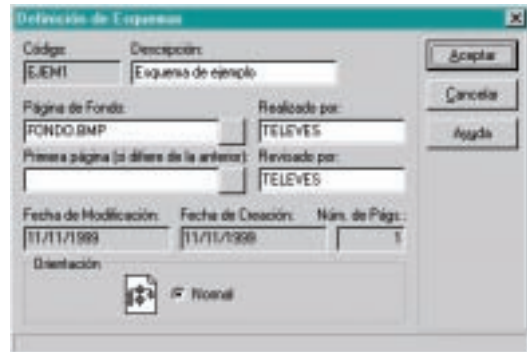 Definición de Esquemas
Código: Descripción:
EJEM1 Esquema de ejemplo
Aceptar
Cancelar
Ayuda
Página de Fondo: Realizado por:
FONDO.BMP TELEVES
Primera página (si difiere de la anterior): Revisado por:
TELEVES
Fecha de Modificación: Fecha de Creación: Núm. de Págs.:
11/11/1999 11/11/1999 1
Orientación
Normal